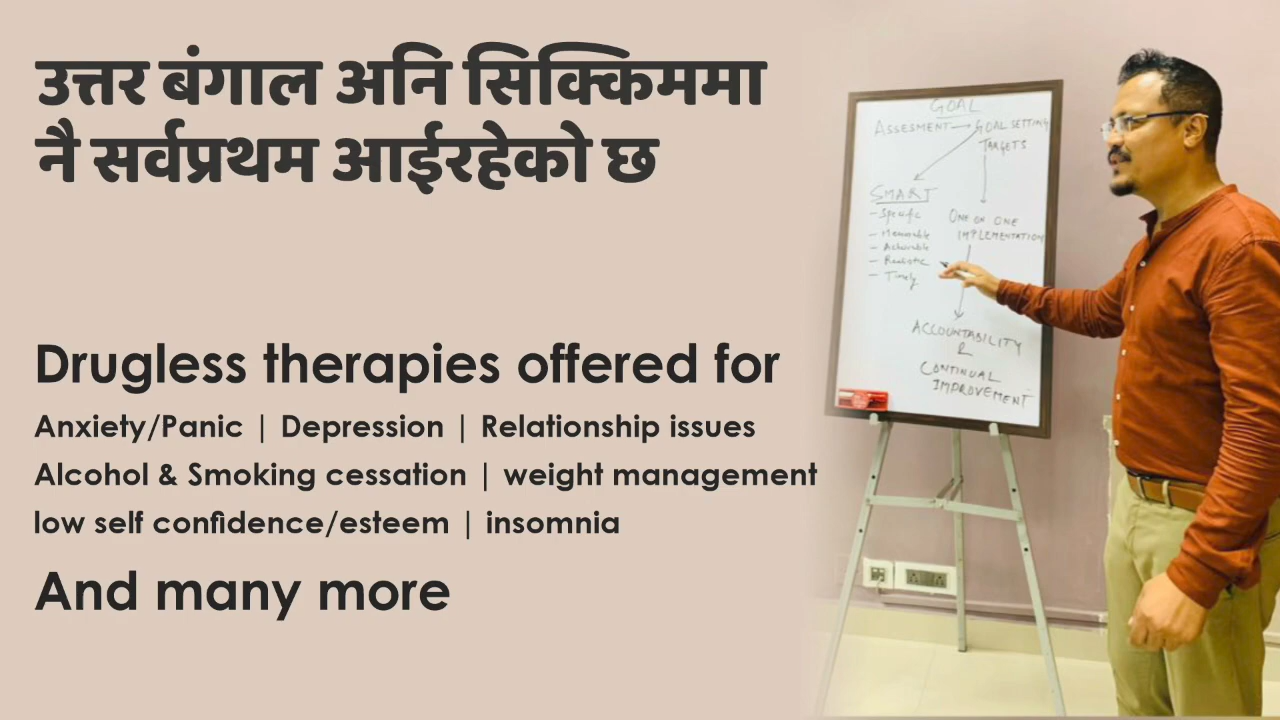 उत्तर बंगाल अनि सिक्किममा
नै सर्वप्रथम आईरहेको छ
Drugless therapies offered for
Anxiety/Panic | Depression | Relationship issues
Alcohol & Smoking cessation | weight management
low self confidence/esteem | insomnia
And many more
GOAL
ASSESMENT → GOAL SETTING
TARGETS
SMART
- Specific
- Measurable
- Achievable
- Realistic
- Timely
ONE ON ONE
IMPLEMENTATION
ACCOUNTABILITY
&
CONTINUAL
IMPROVEMENT